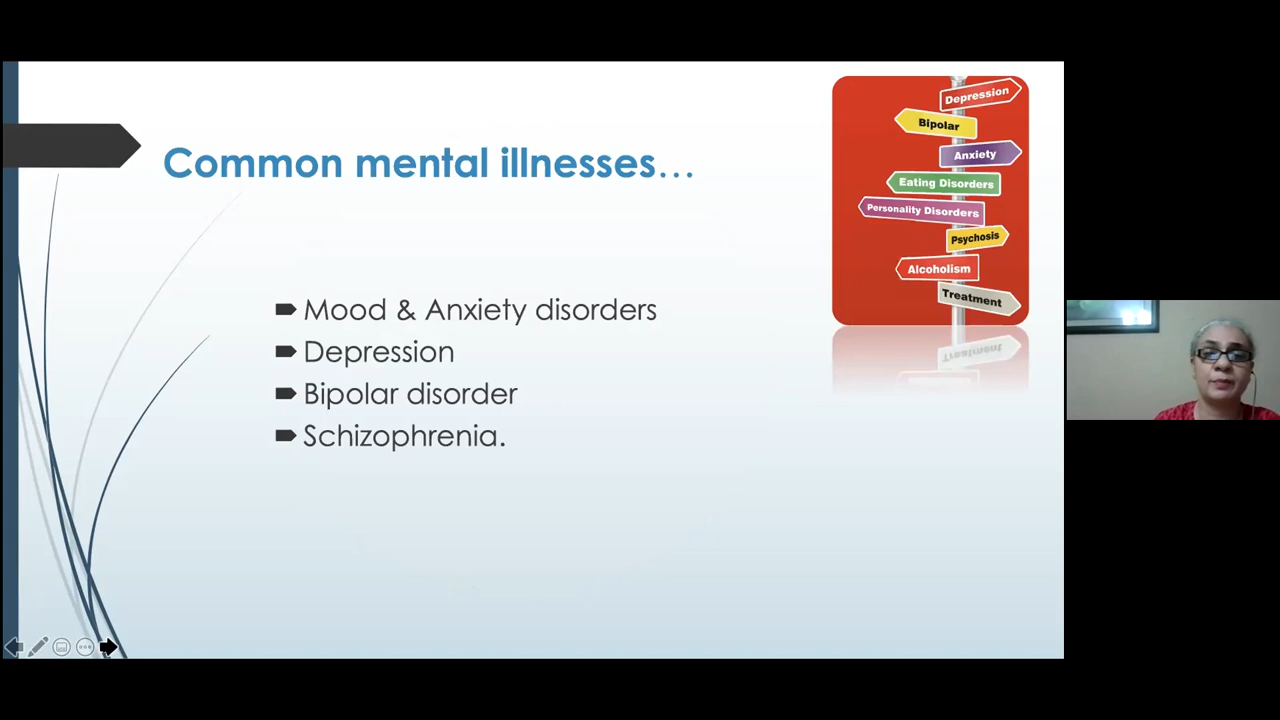 Common mental illnesses...
Mood & Anxiety disorders
Depression
Bipolar disorder
Schizophrenia.
Depression
Bipolar
Anxiety
Eating Disorders
Personality Disorders
Psychosis
Alcoholism
Treatment